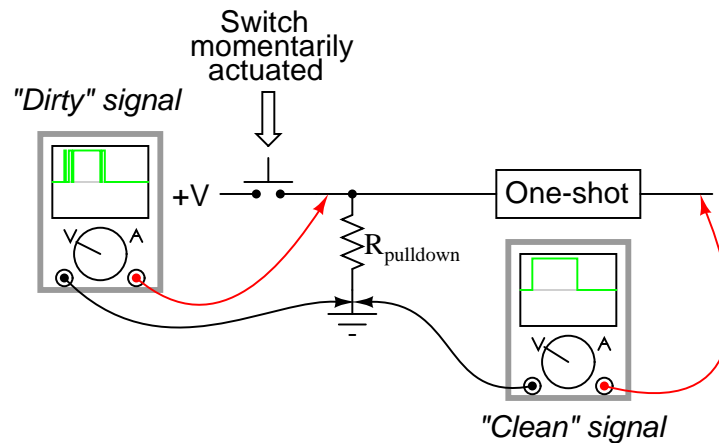 Switch
momentarily
actuated
"Dirty" signal
+V
One-shot
V A
Rpulldown
V A
"Clean" signal